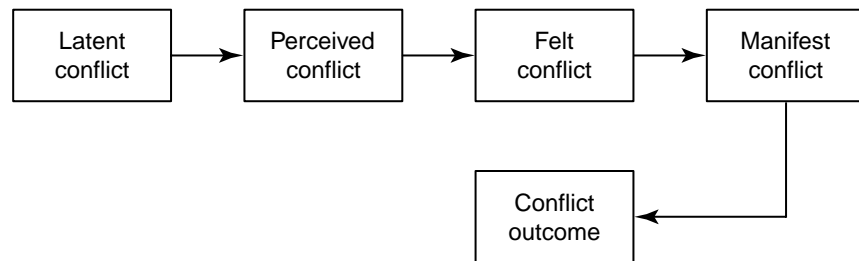 Latent
conflict
Perceived
conflict
Felt
conflict
Manifest
conflict
Conflict
outcome